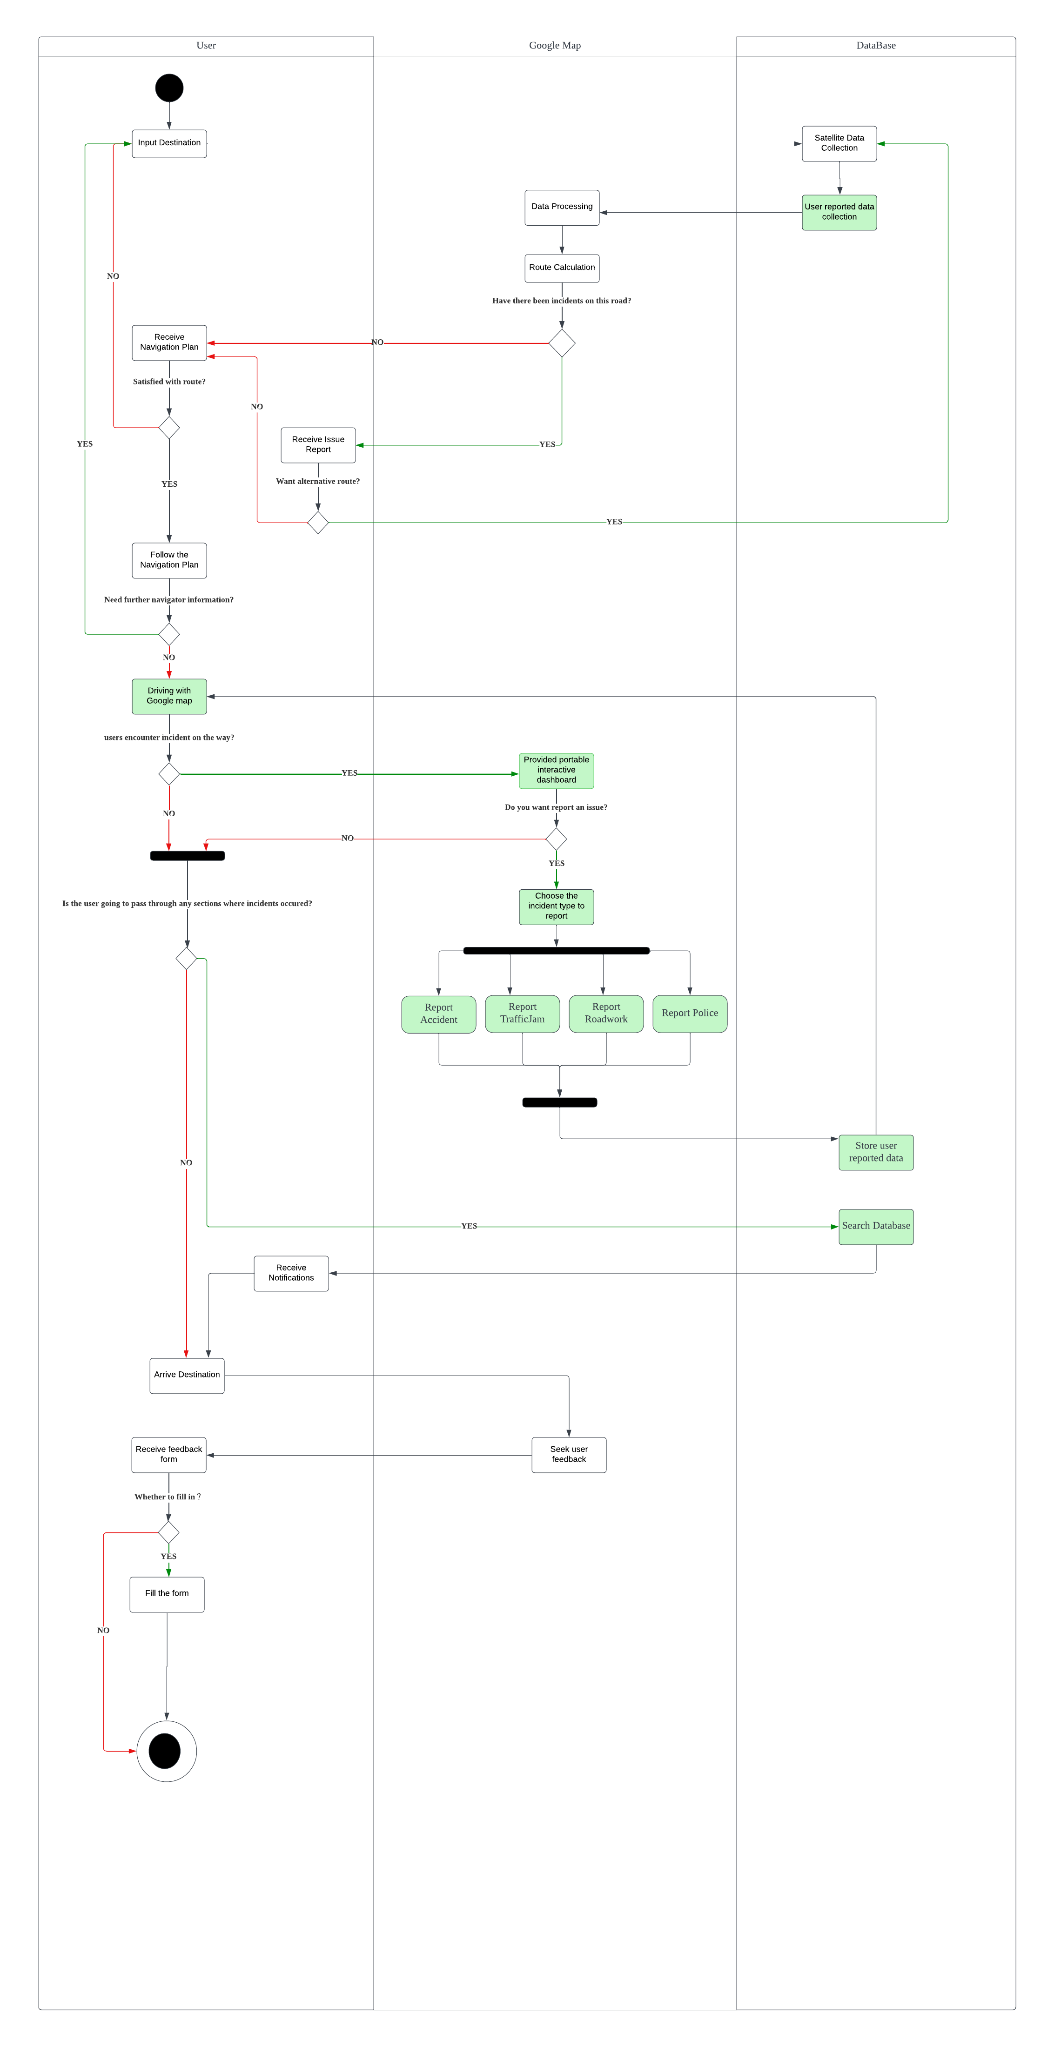 User
Google Map
DataBase
Input Destination
Satellite Data
Collection
Data Processing
User reported data
collection
Route Calculation
NO
Have there been incidents on this road?
Receive
Navigation Plan
NO
Satisfied with route?
NO
YES
Receive Issue
Report
YES
Want alternative route?
YES
YES
Follow the
Navigation Plan
Need further navigator information?
NO
Driving with
Google map
users encounter incident on the way?
YES
Provided portable
interactive
dashboard
Do you want report an issue?
NO
NO
YES
Choose the
incident type to
report
Is the user going to pass through any sections where incidents occured?
Report
Accident
Report
TrafficJam
Report
Roadwork
Report Police
Store user
reported data
NO
YES
Search Database
Receive
Notifications
Arrive Destination
Receive feedback
form
Seek user
feedback
Whether to fill in ?
YES
Fill the form
NO